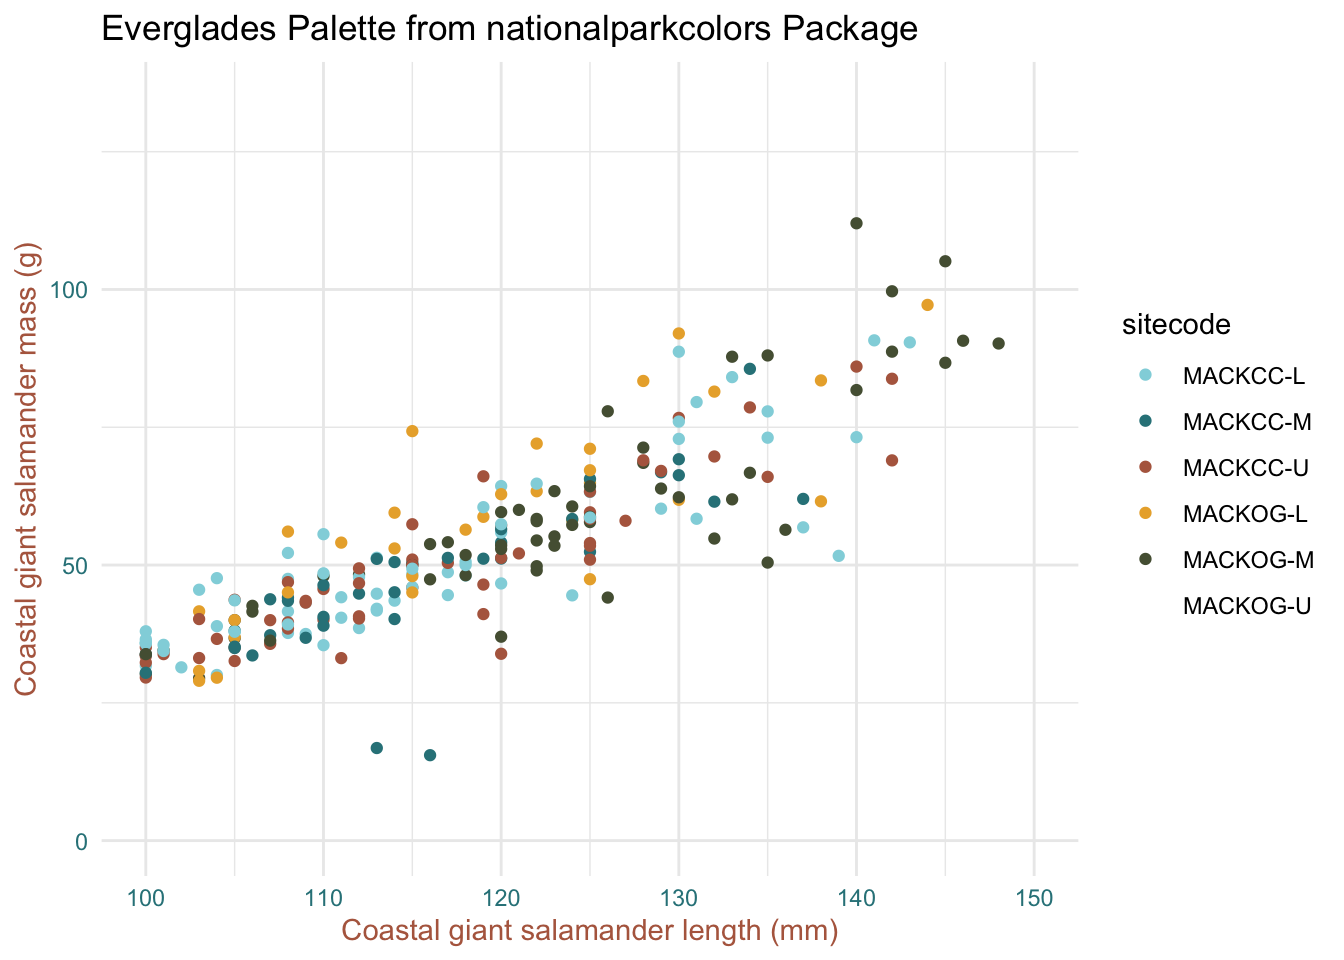 Everglades Palette from nationalparkcolors Package
Coastal giant salamander mass (g)
100
50
0
100 110 120 130 140 150
Coastal giant salamander length (mm)
sitecode
MACKCC-L
MACKCC-M
MACKCC-U
MACKOG-L
MACKOG-M
MACKOG-U